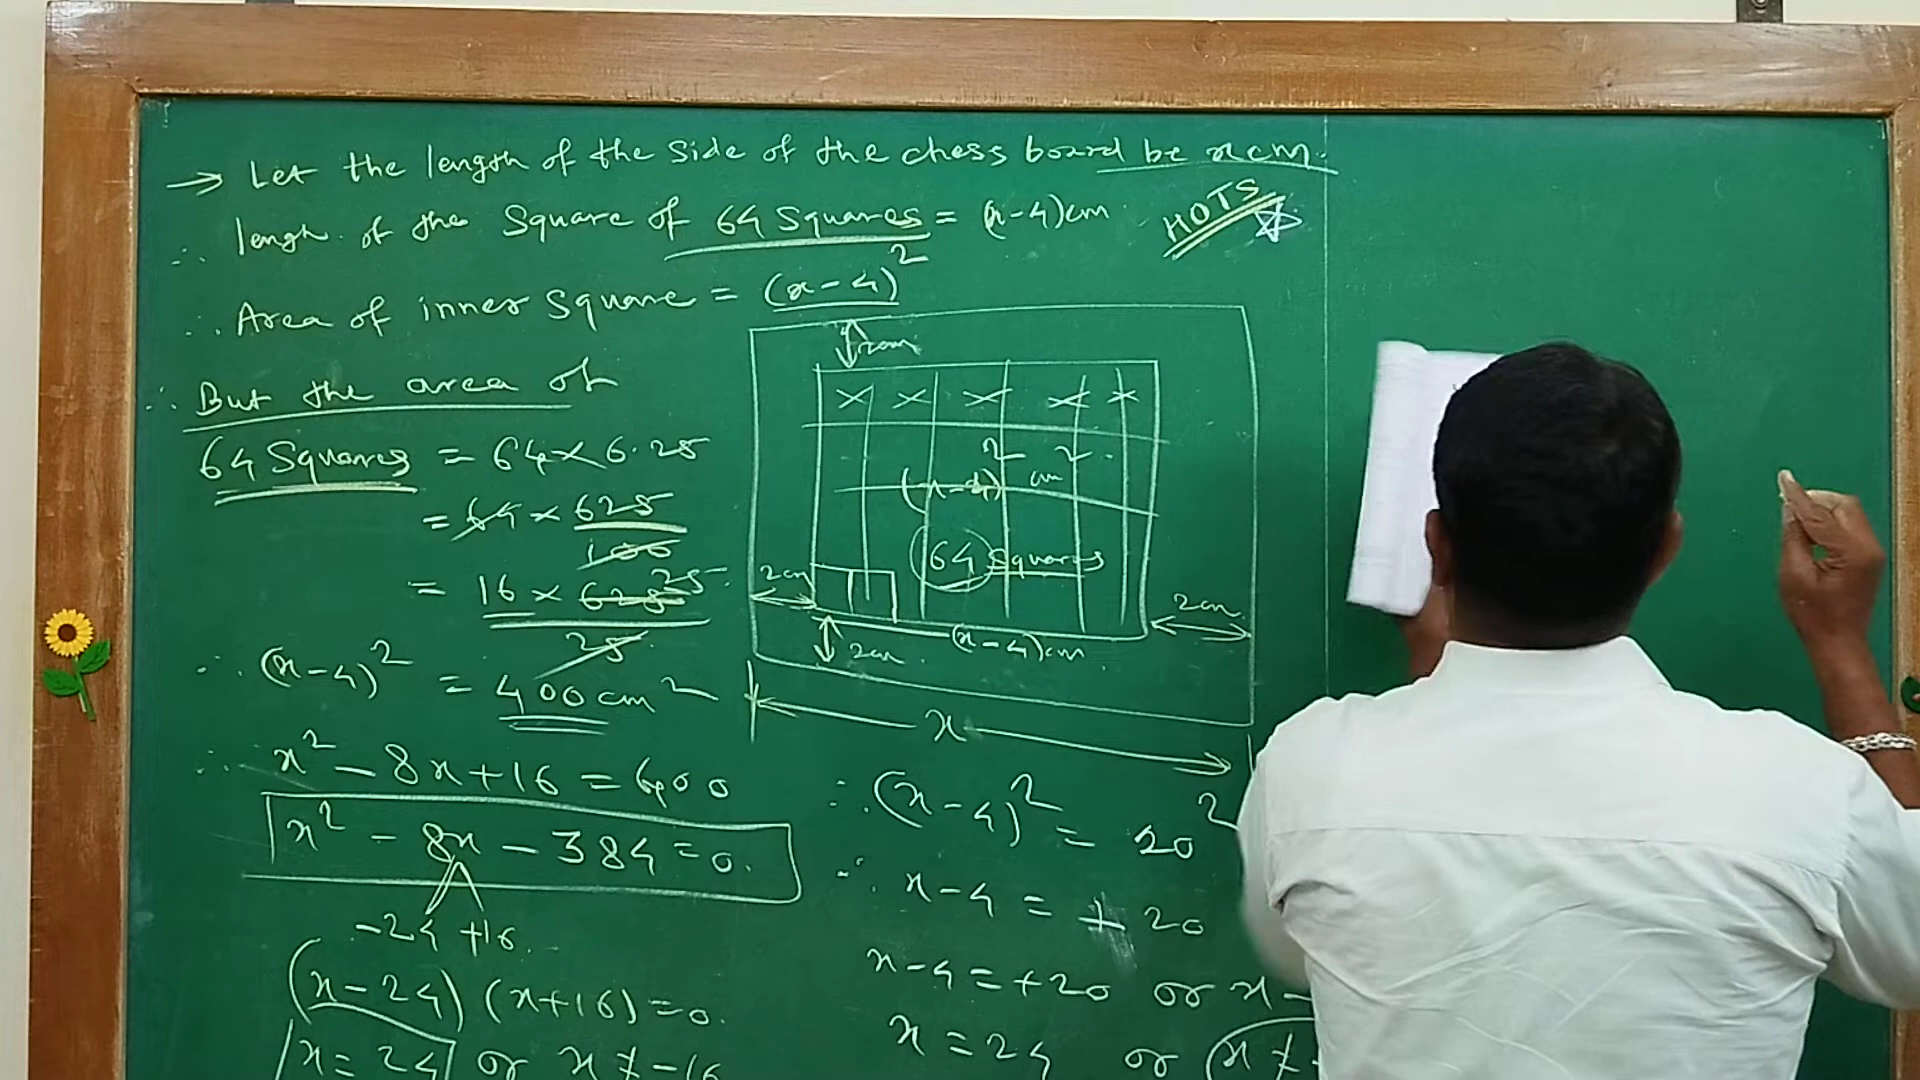 → Let the length of the side of the chess board be x cm.
∴ length of the Square of 64 Squares = (x-4)cm
HOTS
∴ Area of inner square = (x-4)²
∴ But the area of
64 Squares = 64×6.25
= 64 × 625/100
= 16 × 625 25/25
∴ (x-4)² = 400 cm²
∴ x² - 8x + 16 = 400
x² - 8x - 384 = 0.
-24 +16.
(x-24) (x+16) = 0.
x = 24 or x ≠ -16
2cm
(x-4)² cm².
64 squares
2cm
2cm
2cm.
(x-4)cm.
x
∴ (x-4)² = 20²
∴ x-4 = ± 20
x-4 = +20 or x-
x = 24 or x ≠ -